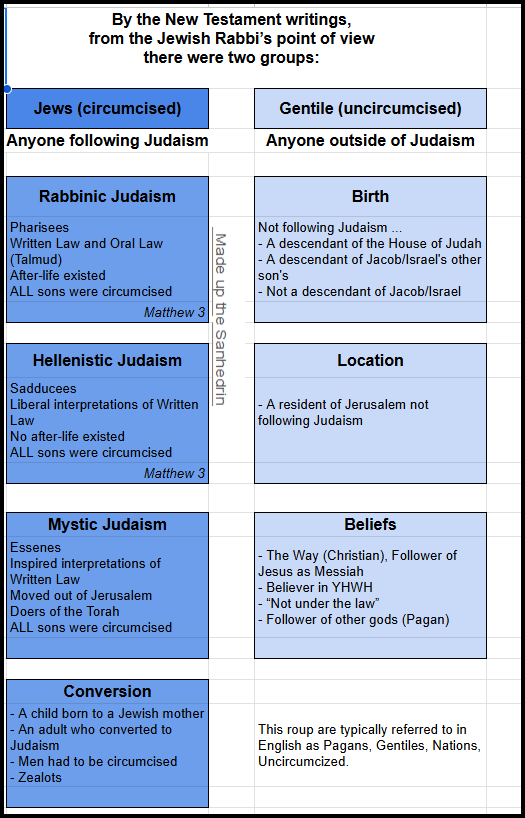 By the New Testament writings,
from the Jewish Rabbi's point of view
there were two groups:
Jews (circumcised)
Anyone following Judaism
Rabbinic Judaism
Pharisees
Written Law and Oral Law
(Talmud)
After-life existed
ALL sons were circumcised
Matthew 3
Hellenistic Judaism
Sadducees
Liberal interpretations of Written
Law
No after-life existed
ALL sons were circumcised
Matthew 3
Mystic Judaism
Essenes
Inspired interpretations of
Written Law
Moved out of Jerusalem
Doers of the Torah
ALL sons were circumcised
Conversion
- A child born to a Jewish mother
- An adult who converted to
Judaism
- Men had to be circumcised
- Zealots
Made up the Sanhedrin
Gentile (uncircumcised)
Anyone outside of Judaism
Birth
Not following Judaism ...
- A descendant of the House of Judah
- A descendant of Jacob/Israel's other
son's
- Not a descendant of Jacob/Israel
Location
- A resident of Jerusalem not
following Judaism
Beliefs
- The Way (Christian), Follower of
Jesus as Messiah
- Believer in YHWH
- “Not under the law”
- Follower of other gods (Pagan)
This roup are typically referred to in
English as Pagans, Gentiles, Nations,
Uncircumcized.